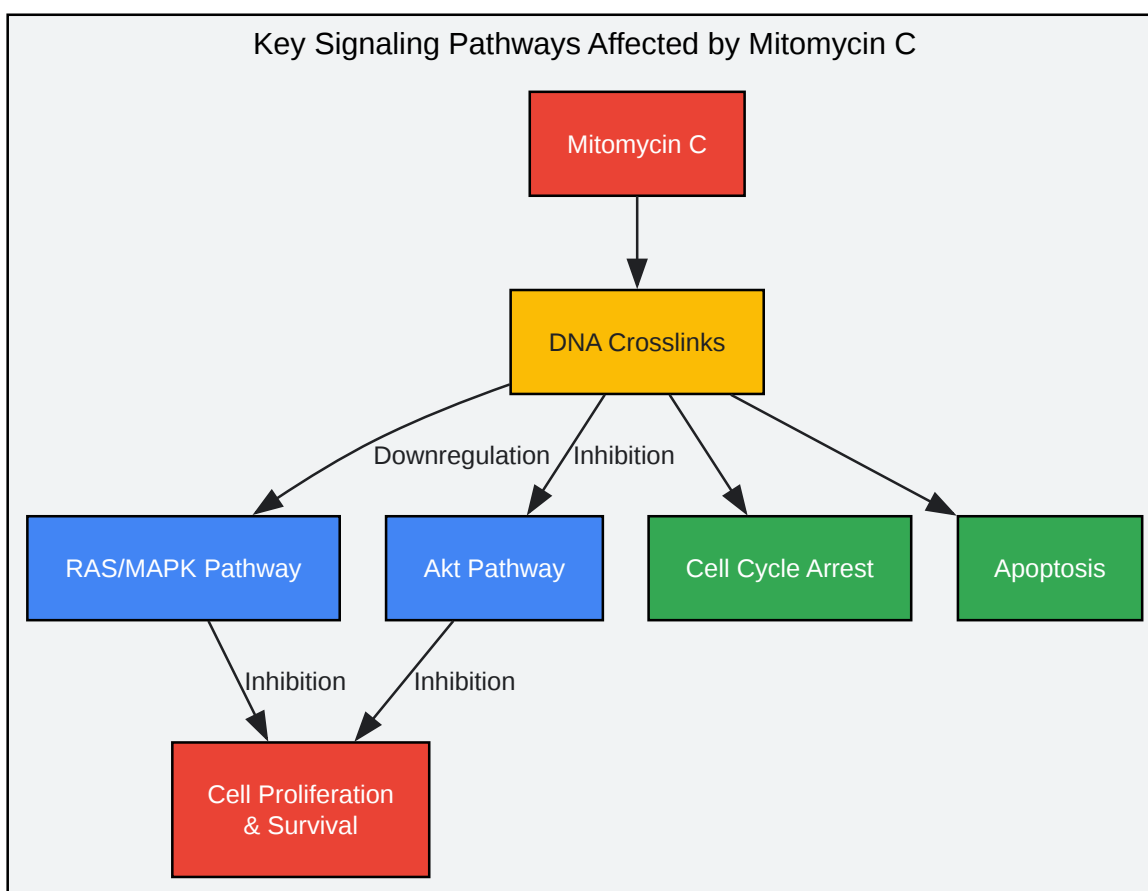 Key Signaling Pathways Affected by Mitomycin C
Mitomycin C
DNA Crosslinks
Downregulation
Inhibition
RAS/MAPK Pathway
Akt Pathway
Cell Cycle Arrest
Apoptosis
Inhibition
Inhibition
Cell Proliferation
& Survival